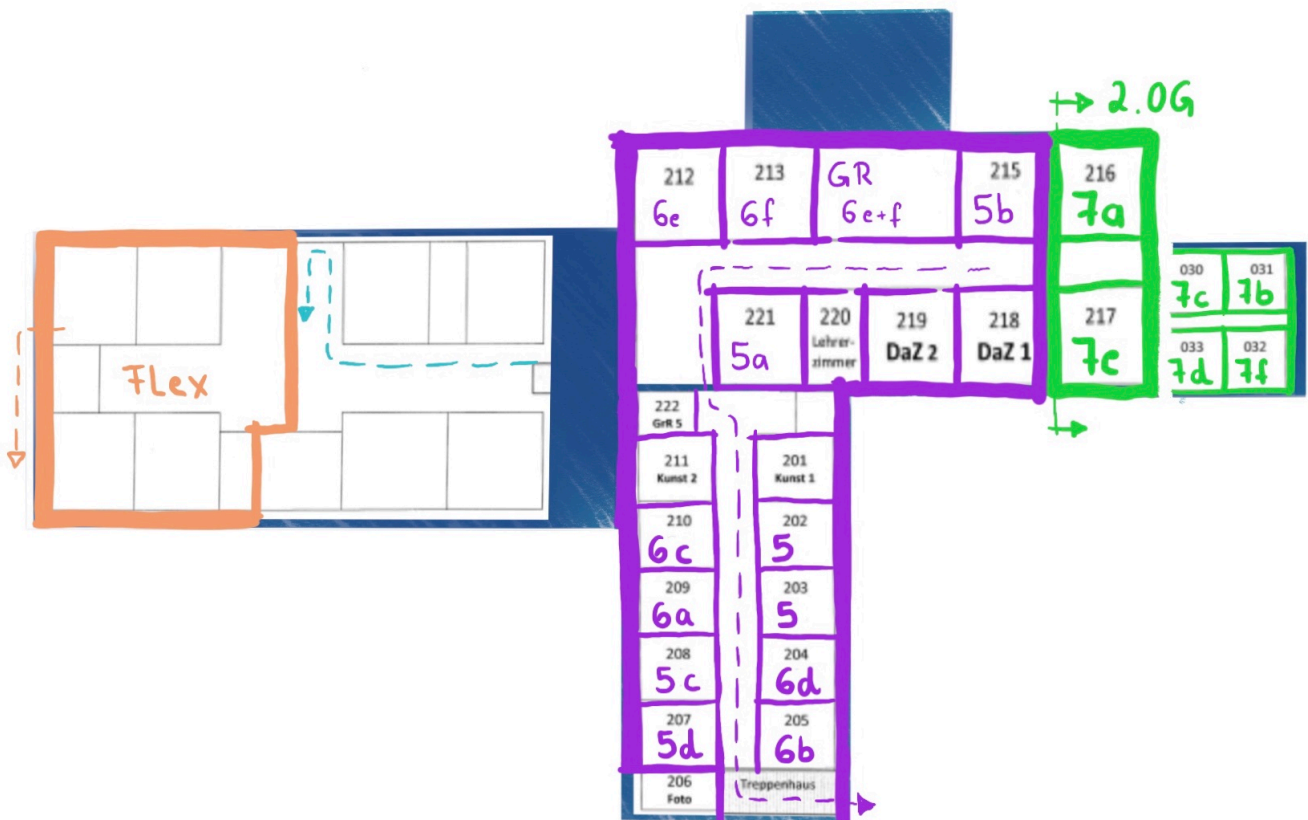 2.OG
212
6e
213
6f
GR
6e+f
215
5b
216
7a
030
7c
031
7b
221
5a
220
Lehrer-
zimmer
219
DaZ 2
218
DaZ 1
217
7e
033
7d
032
7f
FLex
222
GrR 5
211
Kunst 2
201
Kunst 1
210
6c
202
5
209
6a
203
5
208
5c
204
6d
207
5d
205
6b
206
Foto
Treppenhaus